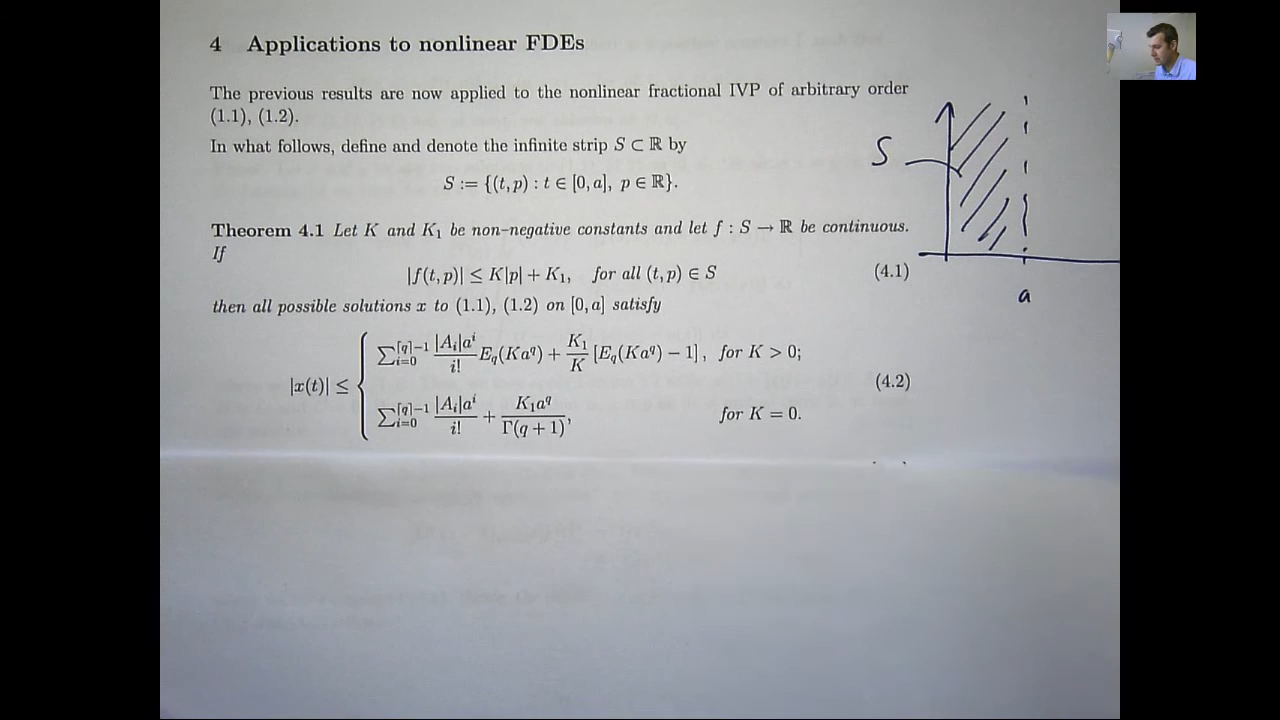 4 Applications to nonlinear FDEs
The previous results are now applied to the nonlinear fractional IVP of arbitrary order
(1.1), (1.2).
In what follows, define and denote the infinite strip S ⊂ ℝ by
S := {(t, p) : t ∈ [0, a], p ∈ ℝ}.
Theorem 4.1 Let K and K₁ be non-negative constants and let f : S → ℝ be continuous.
If
|f(t, p)| ≤ K|p| + K₁, for all (t, p) ∈ S (4.1)
then all possible solutions x to (1.1), (1.2) on [0, a] satisfy
|x(t)| ≤ { ∑_{i=0}^{⌈q⌉−1} \frac{|A_i|a^i}{i!} E_q(Ka^q) + \frac{K₁}{K} [E_q(Ka^q) − 1], for K > 0;
∑_{i=0}^{⌈q⌉−1} \frac{|A_i|a^i}{i!} + \frac{K₁a^q}{Γ(q + 1)}, for K = 0. (4.2)
S
a